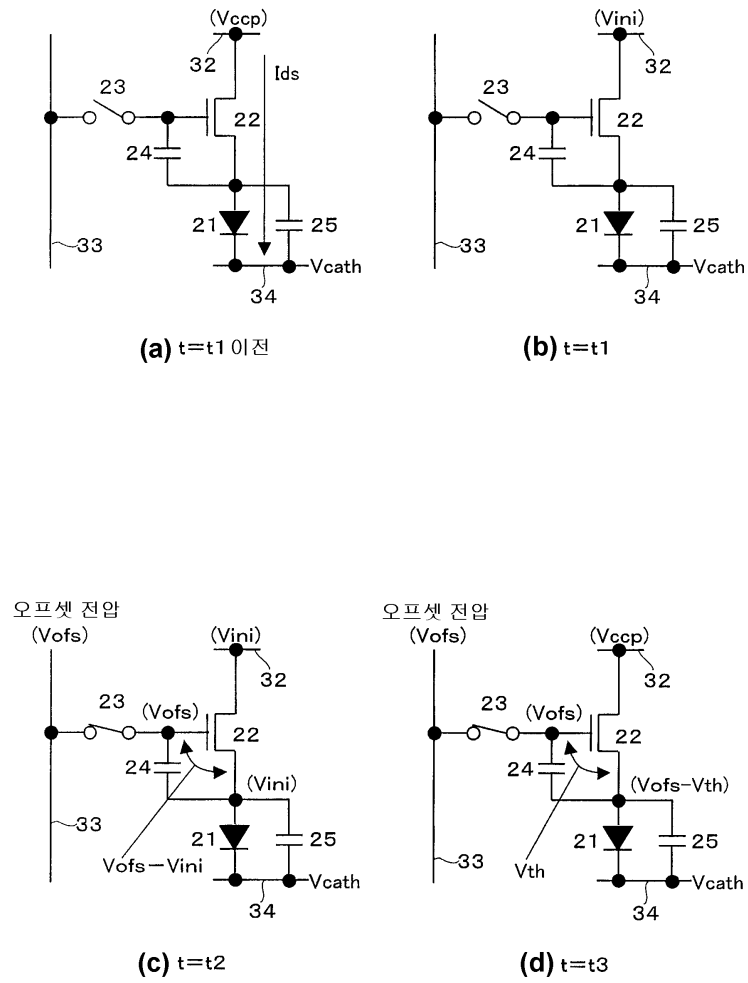 (Vccp)
32
Ids
23
22
24
21
25
33
Vcath
34
(a) t=t1 이전
(Vini)
32
23
22
24
21
25
33
Vcath
34
(b) t=t1
오프셋 전압
(Vofs)
(Vini)
32
23
(Vofs)
22
24
(Vini)
33
21
25
Vofs-Vini
Vcath
34
(c) t=t2
오프셋 전압
(Vofs)
(Vccp)
32
23
(Vofs)
22
24
(Vofs-Vth)
21
25
33
Vth
Vcath
34
(d) t=t3